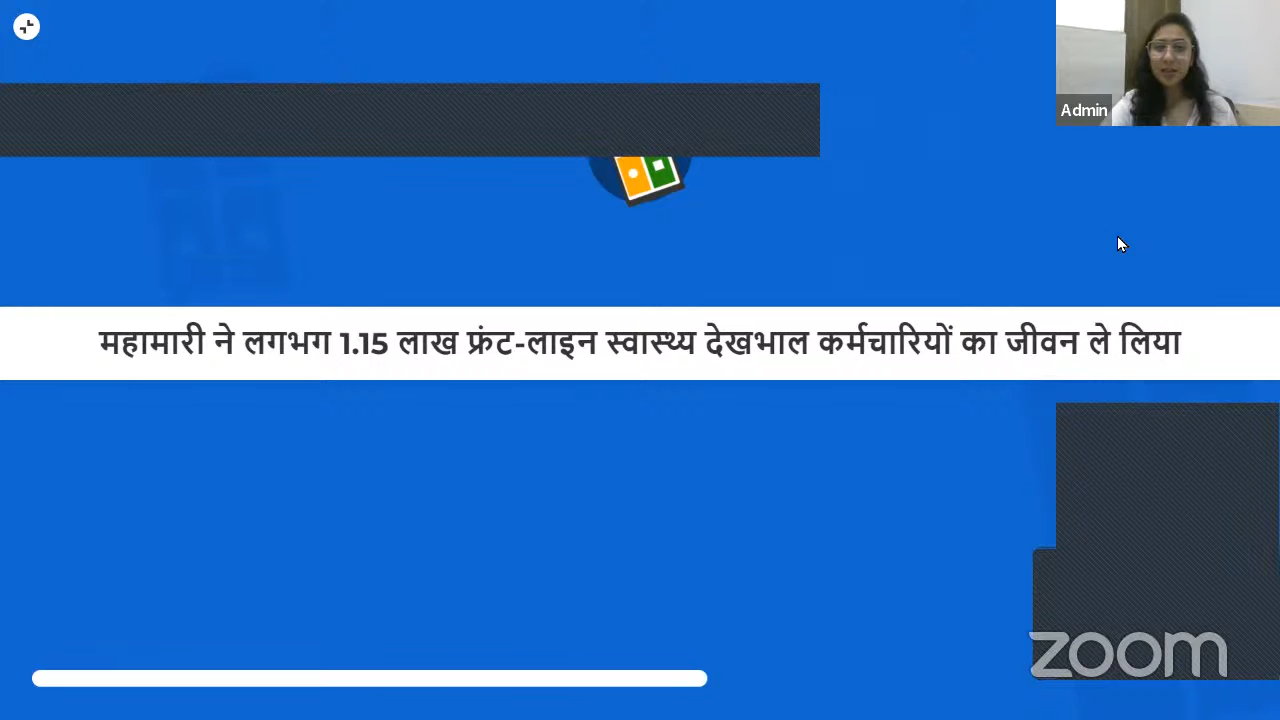 Admin
महामारी ने लगभग 1.15 लाख फ्रंट-लाइन स्वास्थ्य देखभाल कर्मचारियों का जीवन ले लिया
zoom